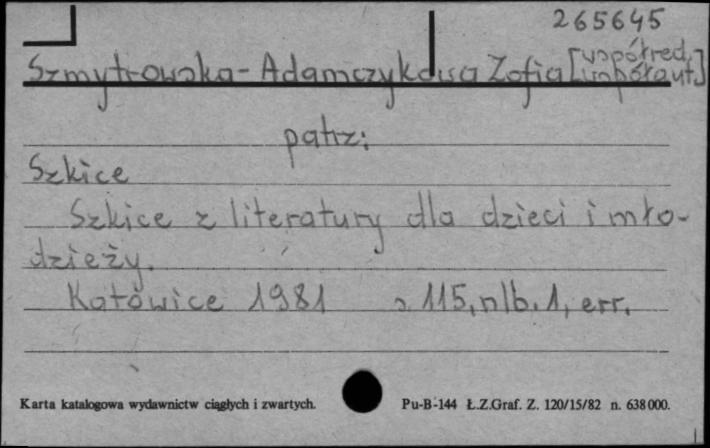 265645
Szmytrowska-Adamczykowa Zofia [współred.
współaut.]
patrz:
Szkice
Szkice z literatury dla dzieci i mło-
dzieży.
Katowice 1981 s. 115, nlb. 1, err.
Karta katalogowa wydawnictw ciągłych i zwartych. Pu-B-144 Ł.Z.Graf. Z. 120/15/82 n. 638000.